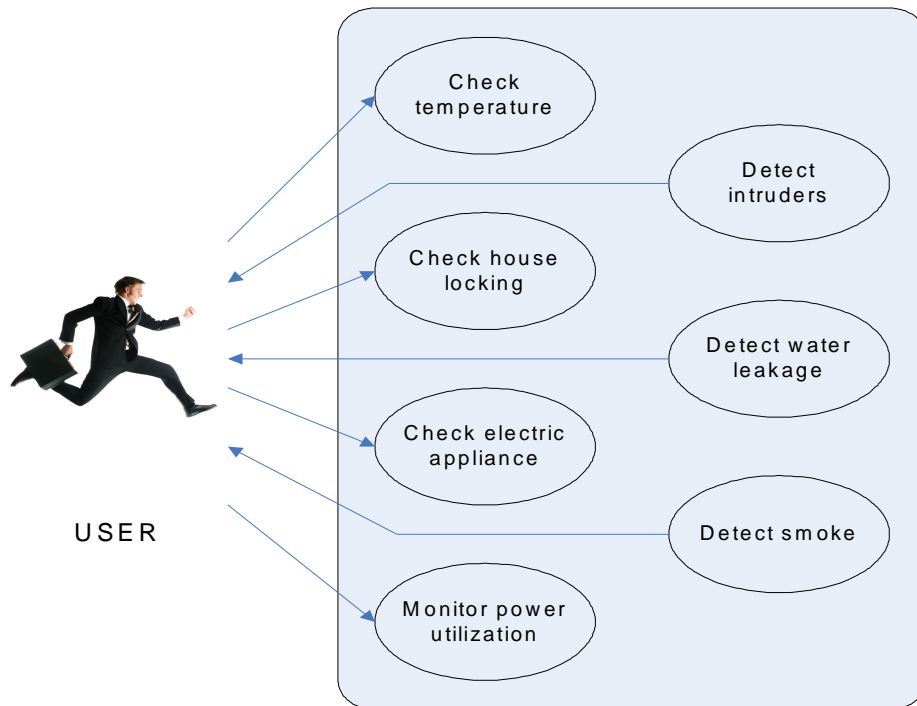 Check
temperature
Detect
intruders
Check house
locking
Detect water
leakage
Check electric
appliance
USER
Detect smoke
Monitor power
utilization